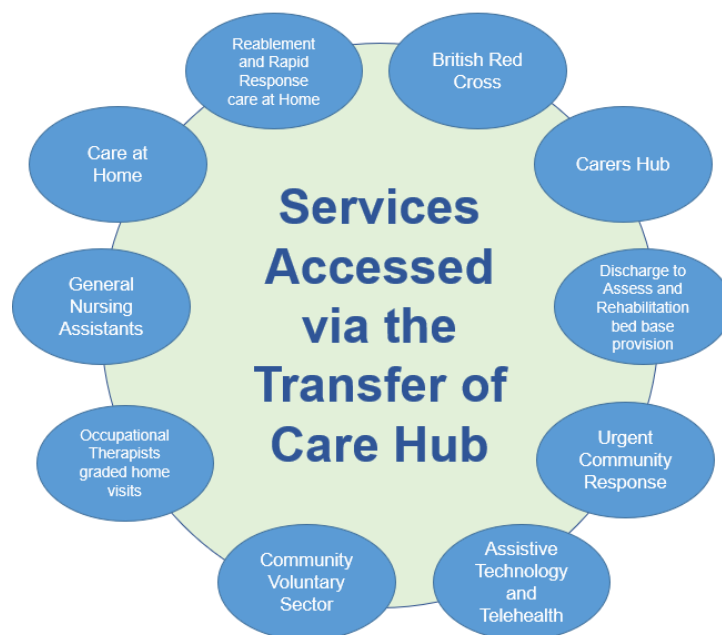 Reablement
and Rapid
Response
care at Home
British Red
Cross
Care at
Home
Carers Hub
Services
Accessed
via the
Transfer of
Care Hub
General
Nursing
Assistants
Discharge to
Assess and
Rehabilitation
bed base
provision
Occupational
Therapists
graded home
visits
Urgent
Community
Response
Community
Voluntary
Sector
Assistive
Technology
and
Telehealth